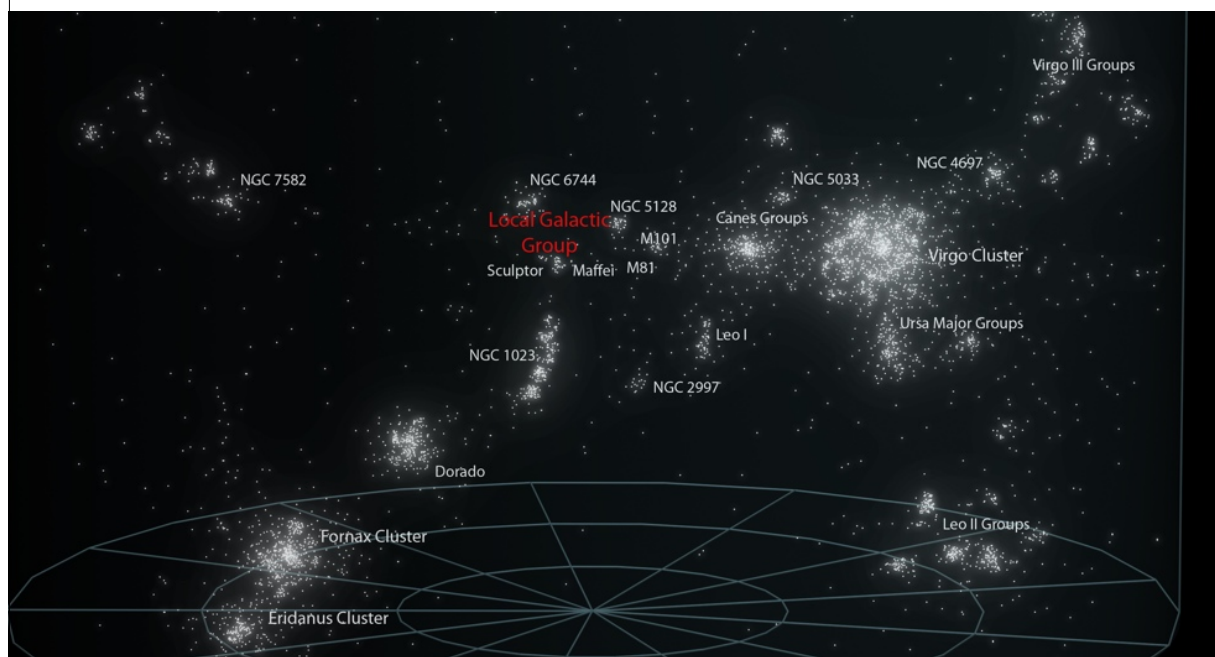 Virgo III Groups
NGC 7582
NGC 6744
NGC 5033
NGC 4697
NGC 5128
Local Galactic
Group
Canes Groups
M101
Virgo Cluster
Sculptor
Maffei
M81
Ursa Major Groups
Leo I
NGC 1023
NGC 2997
Dorado
Leo II Groups
Fornax Cluster
Eridanus Cluster